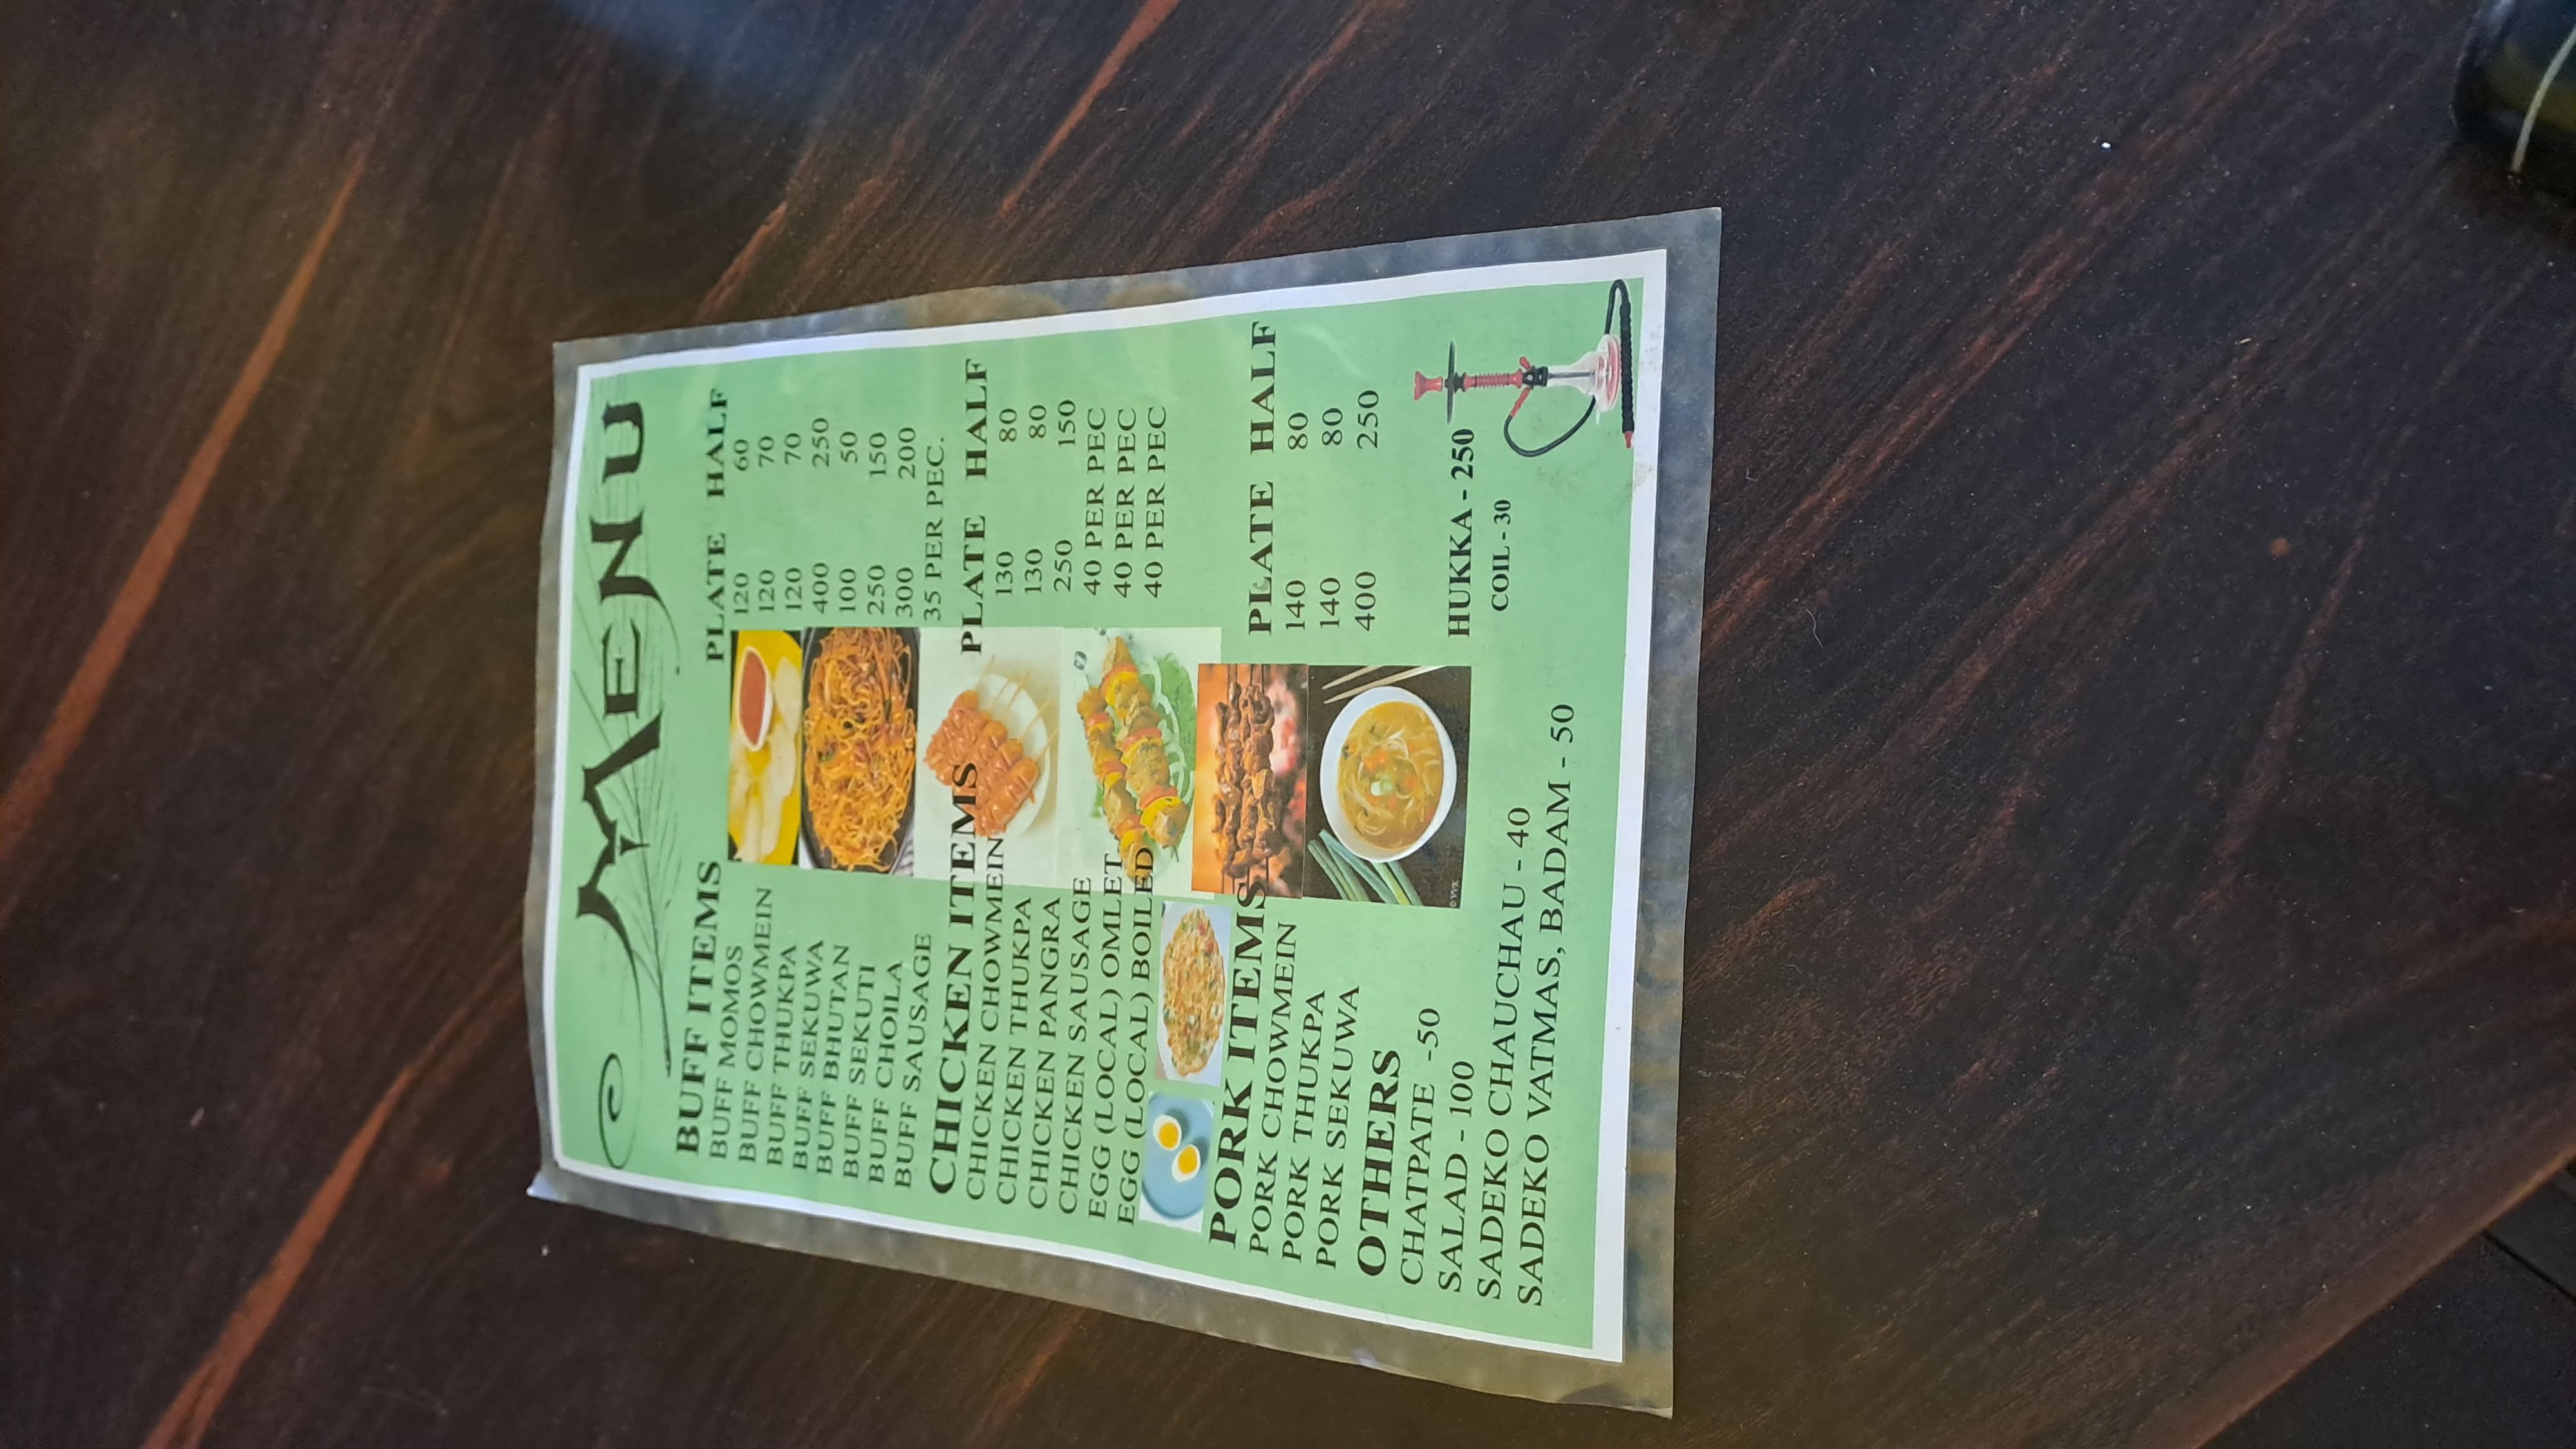 MENU
BUFF ITEMS PLATE HALF
BUFF MOMOS 120 60
BUFF CHOWMEIN 120 70
BUFF THUKPA 120 70
BUFF SEKUWA 400 250
BUFF BHUTAN 100 50
BUFF SEKUTI 250 150
BUFF CHOILA 300 200
BUFF SAUSAGE 35 PER PEC.
CHICKEN ITEMS PLATE HALF
CHICKEN CHOWMEIN 130 80
CHICKEN THUKPA 130 80
CHICKEN PANGRA 250 150
CHICKEN SAUSAGE 40 PER PEC
EGG (LOCAL) OMLET 40 PER PEC
EGG (LOCAL) BOILED 40 PER PEC
PORK ITEMS PLATE HALF
PORK CHOWMEIN 140 80
PORK THUKPA 140 80
PORK SEKUWA 400 250
OTHERS
CHATPATE -50
SALAD - 100
SADEKO CHAUCHAU - 40
SADEKO VATMAS, BADAM - 50
HUKKA - 250
COIL - 30